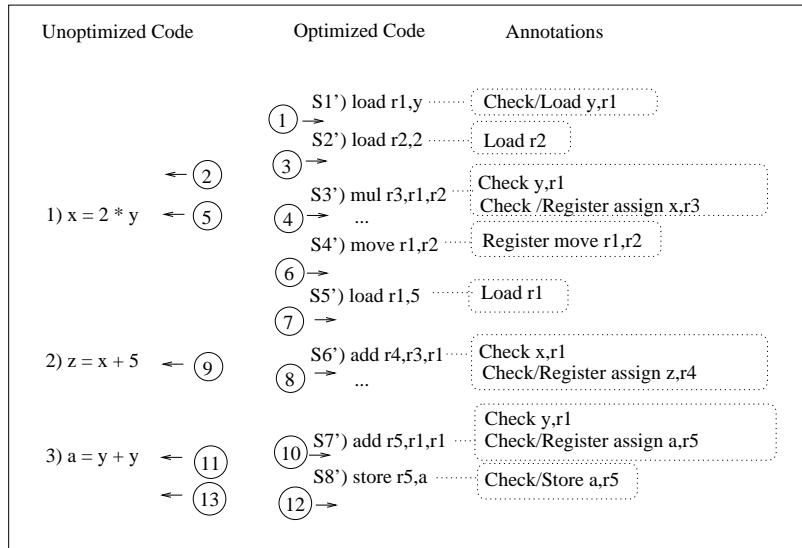 Unoptimized Code Optimized Code Annotations
S1') load r1,y Check/Load y,r1
1
S2') load r2,2 Load r2
3
2
S3') mul r3,r1,r2 Check y,r1
Check /Register assign x,r3
1) x = 2 * y 5 4
...
S4') move r1,r2 Register move r1,r2
6
S5') load r1,5 Load r1
7
S6') add r4,r3,r1 Check x,r1
2) z = x + 5 9 8 Check/Register assign z,r4
...
Check y,r1
S7') add r5,r1,r1 Check/Register assign a,r5
3) a = y + y 11 10
S8') store r5,a Check/Store a,r5
13 12